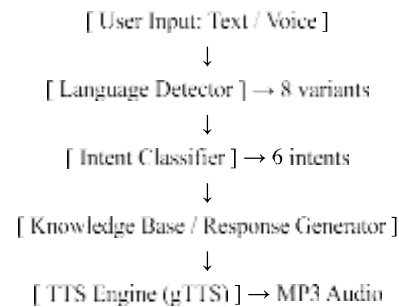 [ User Input: Text / Voice ]
↓
[ Language Detector ] → 8 variants
↓
[ Intent Classifier ] → 6 intents
↓
[ Knowledge Base / Response Generator ]
↓
[ TTS Engine (gTTS) ] → MP3 Audio